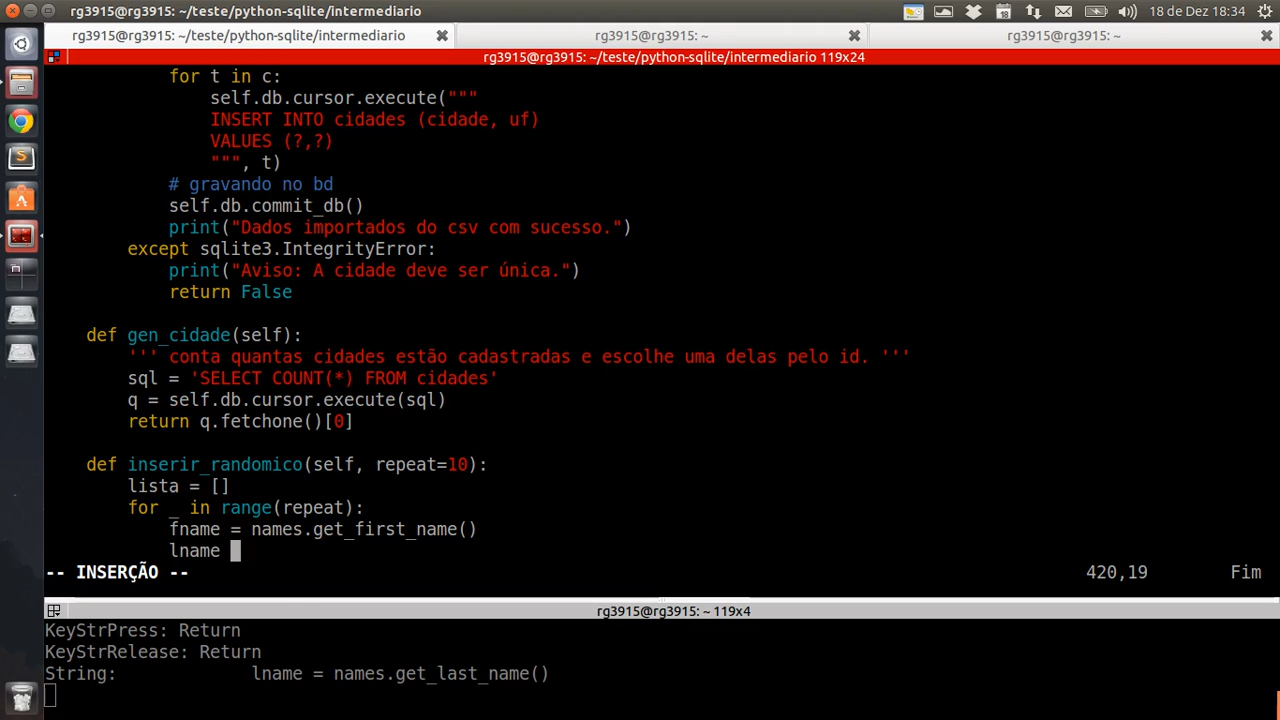 rg3915@rg3915: ~/teste/python-sqlite/intermediario
18 de Dez 18:34
rg3915@rg3915: ~/teste/python-sqlite/intermediario
rg3915@rg3915: ~
rg3915@rg3915: ~
rg3915@rg3915: ~/teste/python-sqlite/intermediario 119x24
for t in c:
self.db.cursor.execute("""
INSERT INTO cidades (cidade, uf)
VALUES (?,?)
""", t)
# gravando no bd
self.db.commit_db()
print("Dados importados do csv com sucesso.")
except sqlite3.IntegrityError:
print("Aviso: A cidade deve ser única.")
return False
def gen_cidade(self):
''' conta quantas cidades estão cadastradas e escolhe uma delas pelo id. '''
sql = 'SELECT COUNT(*) FROM cidades'
q = self.db.cursor.execute(sql)
return q.fetchone()[0]
def inserir_randomico(self, repeat=10):
lista = []
for _ in range(repeat):
fname = names.get_first_name()
lname
-- INSERÇÃO --
420,19
Fim
rg3915@rg3915: ~ 119x4
KeyStrPress: Return
KeyStrRelease: Return
String: lname = names.get_last_name()